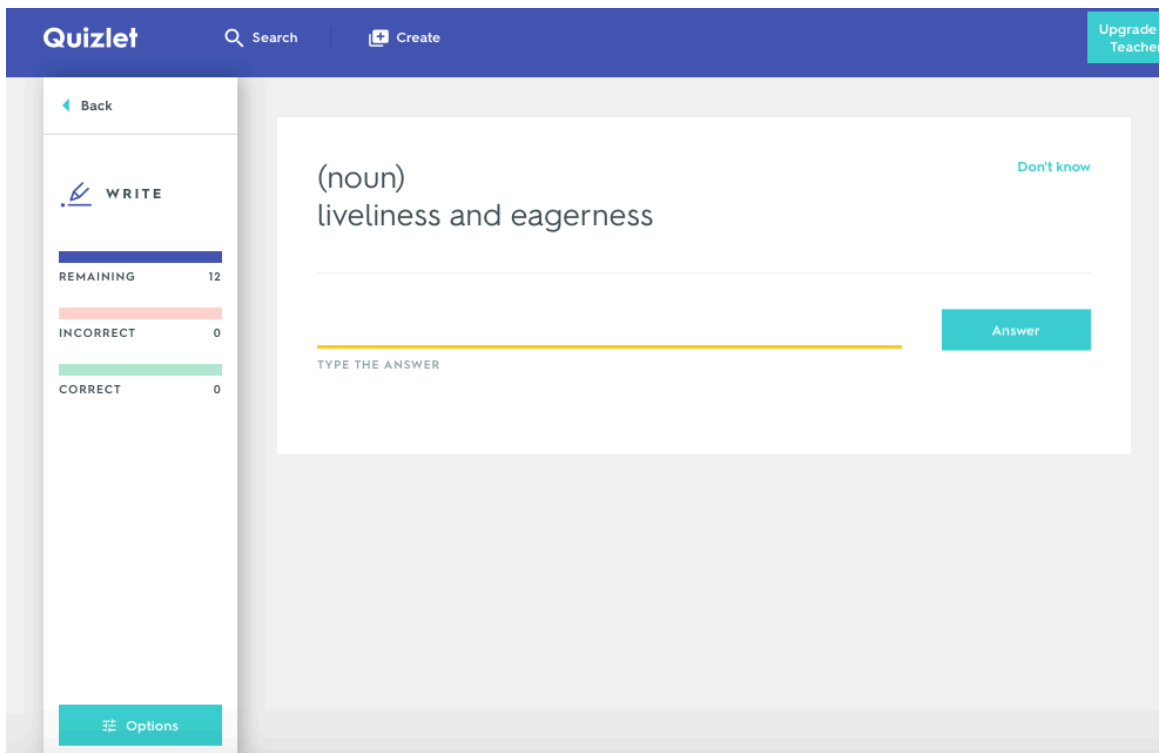 Quizlet
Search
Create
Upgrade
Teacher
Back
WRITE
REMAINING 12
INCORRECT 0
CORRECT 0
Options
(noun)
liveliness and eagerness
Don't know
TYPE THE ANSWER
Answer